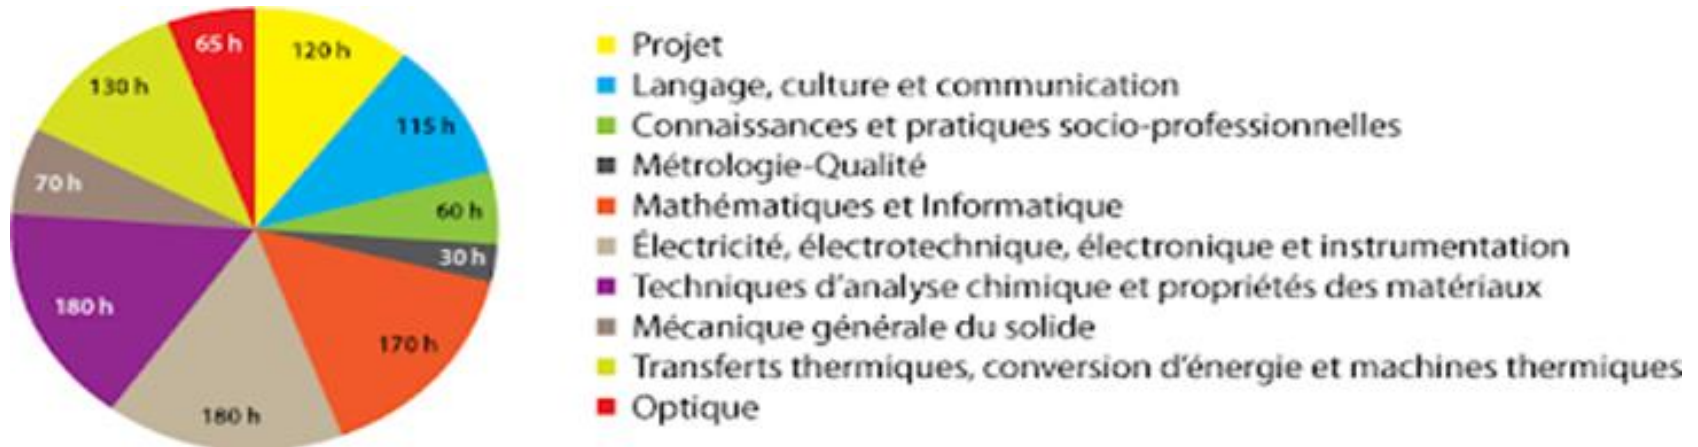 65 h
120 h
130 h
115 h
70 h
60 h
30 h
180 h
170 h
180 h
Projet
Langage, culture et communication
Connaissances et pratiques socio-professionnelles
Métrologie-Qualité
Mathématiques et Informatique
Électricité, électrotechnique, électronique et instrumentation
Techniques d'analyse chimique et propriétés des matériaux
Mécanique générale du solide
Transferts thermiques, conversion d'énergie et machines thermiques
Optique